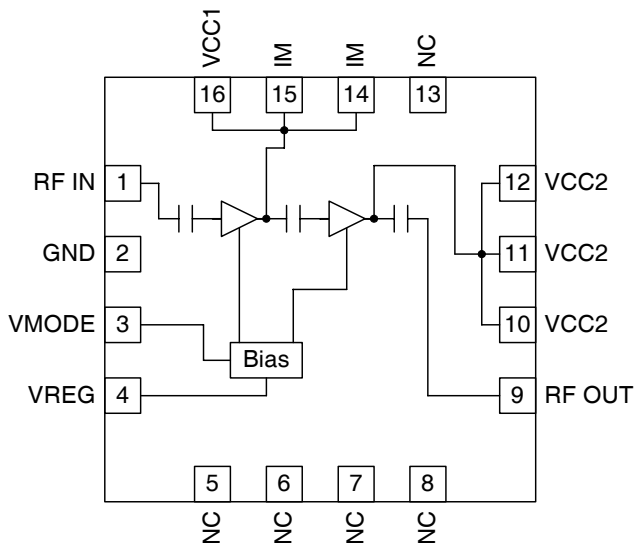 VCC1 IM IM NC
16 15 14 13
RF IN 1 12 VCC2
GND 2 11 VCC2
VMODE 3 10 VCC2
Bias
VREG 4 9 RF OUT
5 6 7 8
NC NC NC NC